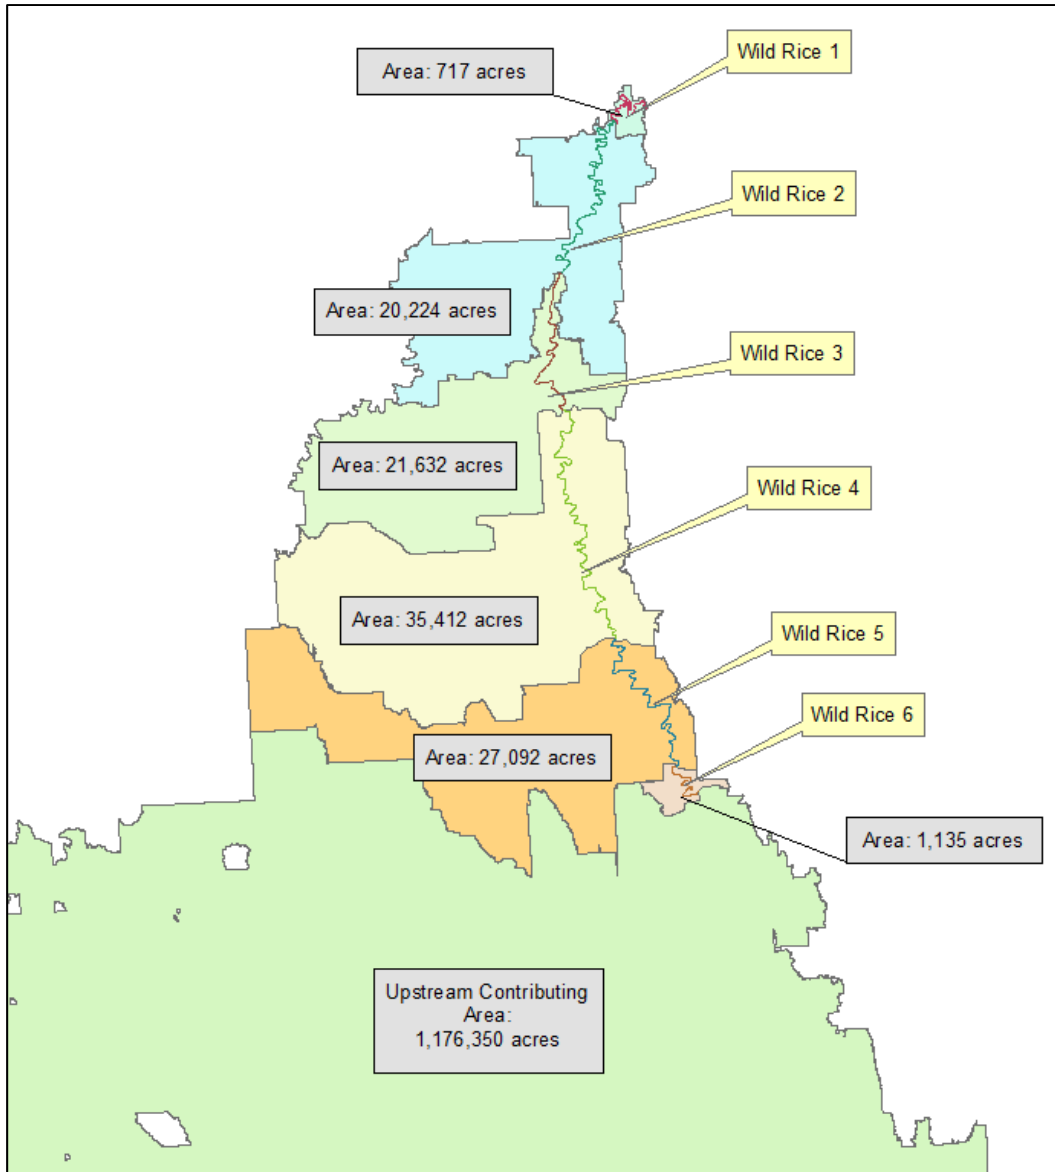 Wild Rice 1
Area: 717 acres
Wild Rice 2
Area: 20,224 acres
Wild Rice 3
Area: 21,632 acres
Wild Rice 4
Area: 35,412 acres
Wild Rice 5
Wild Rice 6
Area: 27,092 acres
Area: 1,135 acres
Upstream Contributing
Area:
1,176,350 acres